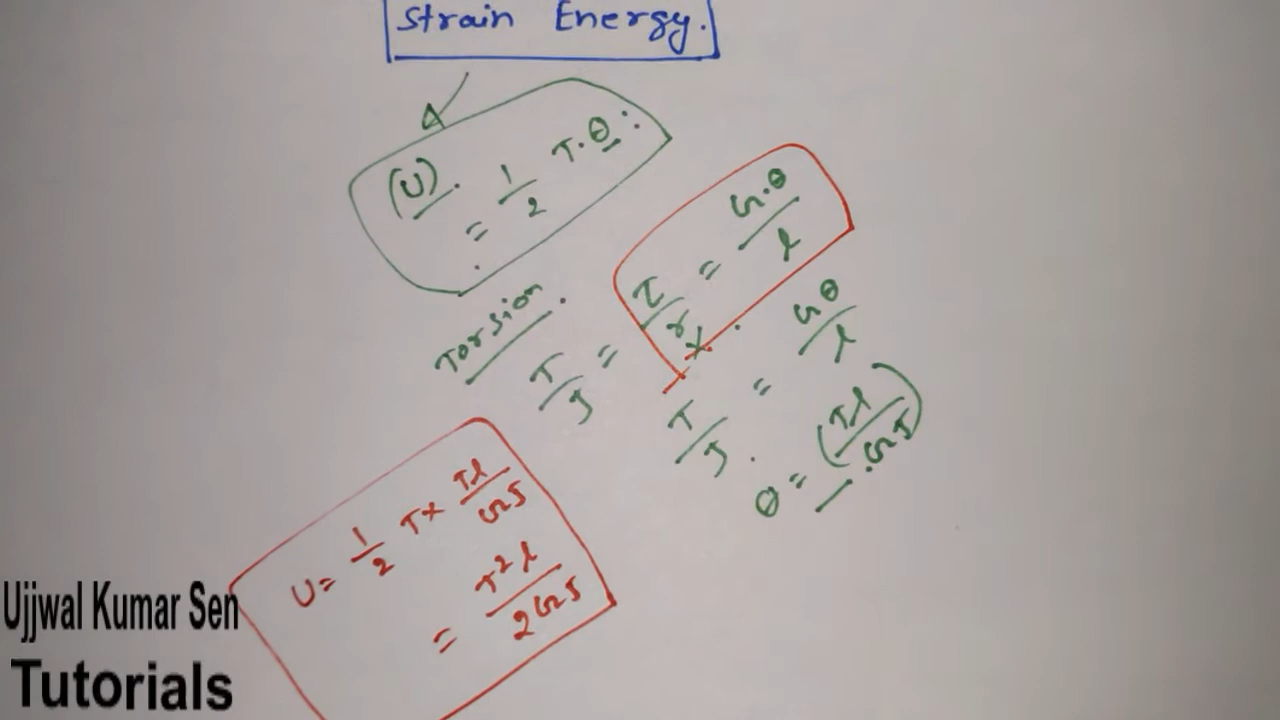 Strain Energy.
(U). = 1/2 T.θ :
Torsion.
T/J = τ/r = G.θ/l
T/J = Gθ/l
θ = (Tl/GJ)
U = 1/2 T x Tl/GJ
= T²l/2GJ
Ujjwal Kumar Sen
Tutorials